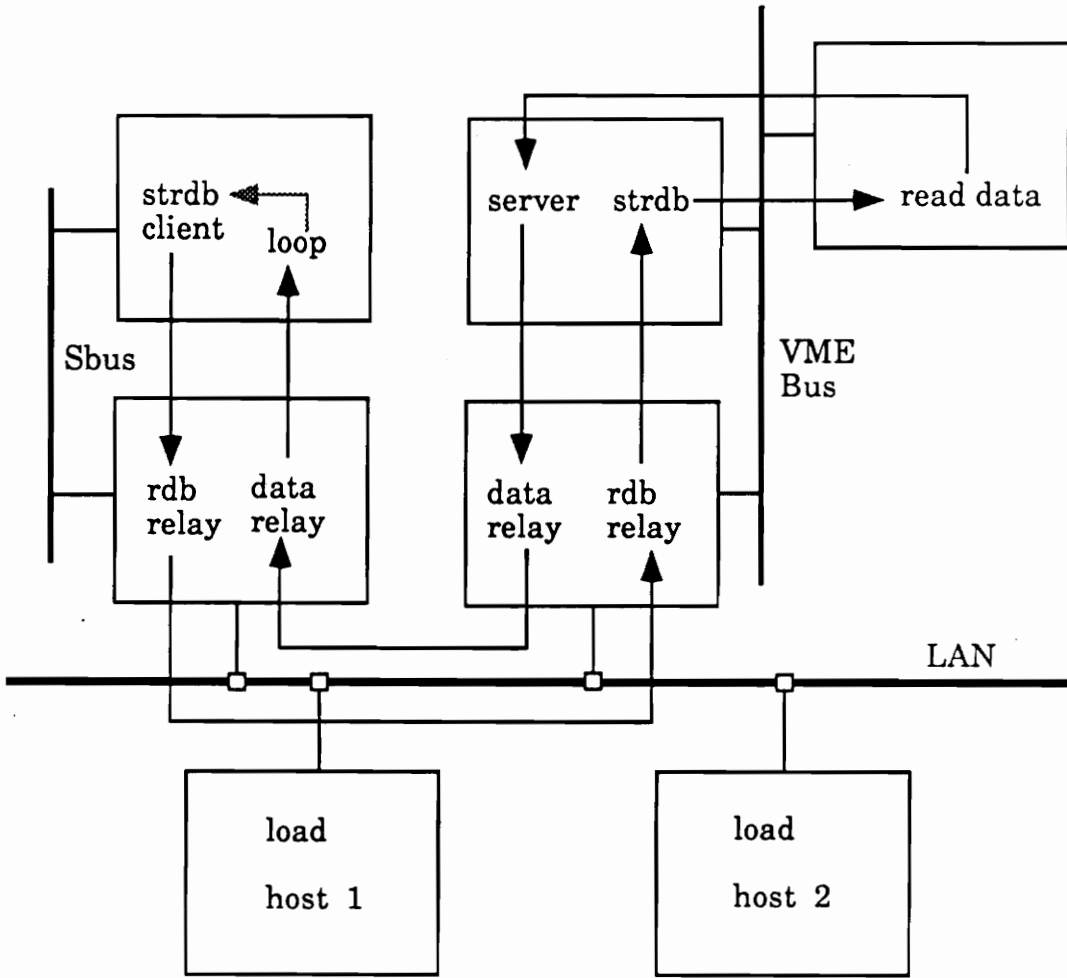 server strdb
read data
strdb
client
loop
Sbus
VME
Bus
rdb
relay
data
relay
data
relay
rdb
relay
LAN
load
host 1
load
host 2